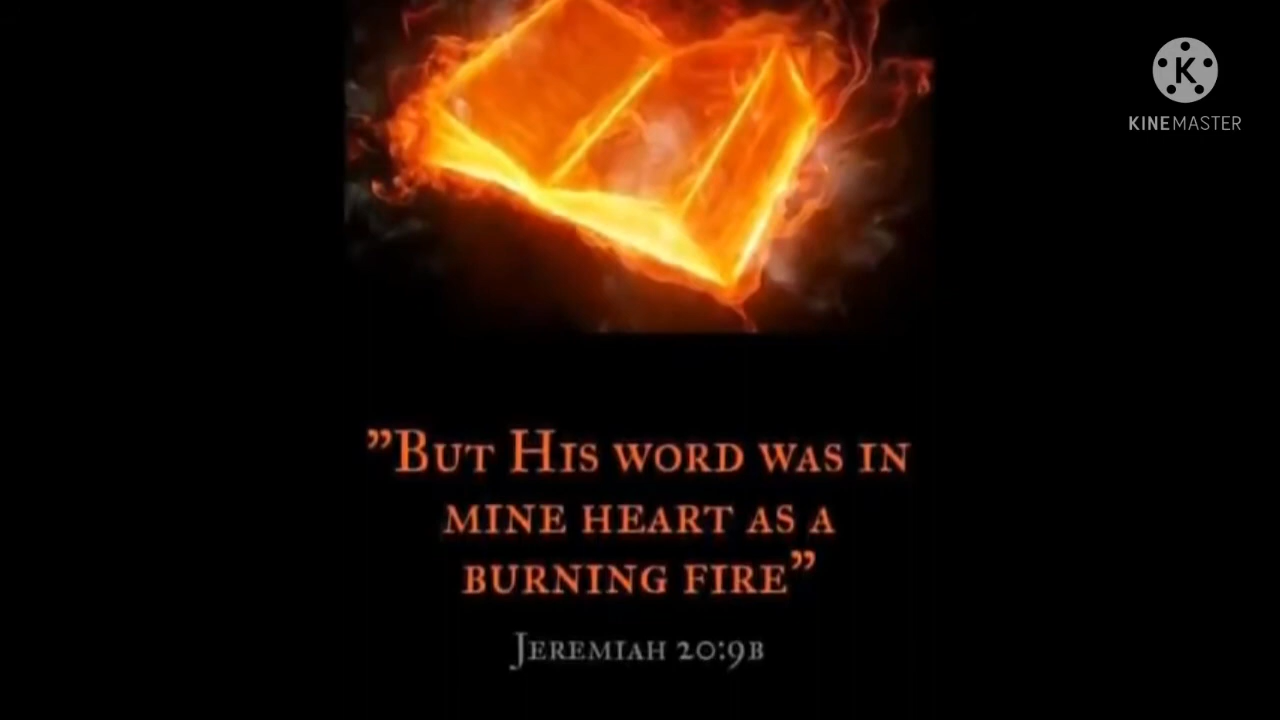 K
KINEMASTER
”But His word was in
mine heart as a
burning fire”
Jeremiah 20:9b